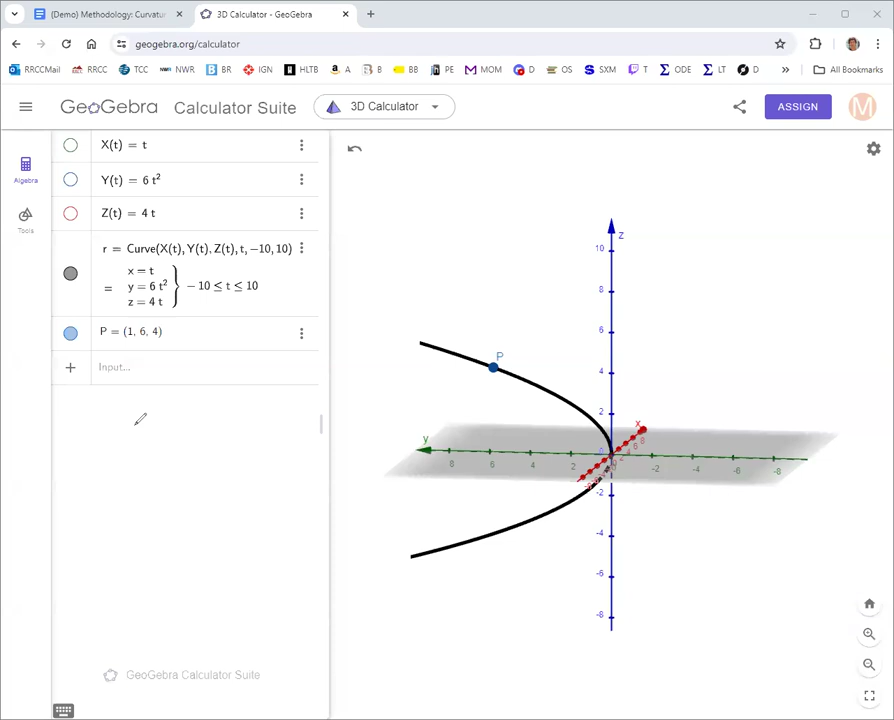 (Demo) Methodology: Curvatu
3D Calculator - GeoGebra
geogebra.org/calculator
RRCCMail RRCC TCC NWR BR IGN HLTB A B BB PE MOM D OS SXM T ODE LT D All Bookmarks
GeoGebra Calculator Suite 3D Calculator ASSIGN M
Algebra
Tools
X(t) = t
Y(t) = 6 t²
Z(t) = 4 t
r = Curve(X(t), Y(t), Z(t), t, −10, 10)
x = t
= y = 6 t² − 10 ≤ t ≤ 10
z = 4 t
P = (1, 6, 4)
Input...
GeoGebra Calculator Suite
z
10
8
6
P
4
2
x
y
8 6 4 2 0 -2 -4 -6 -8
-2
-4
-6
-8